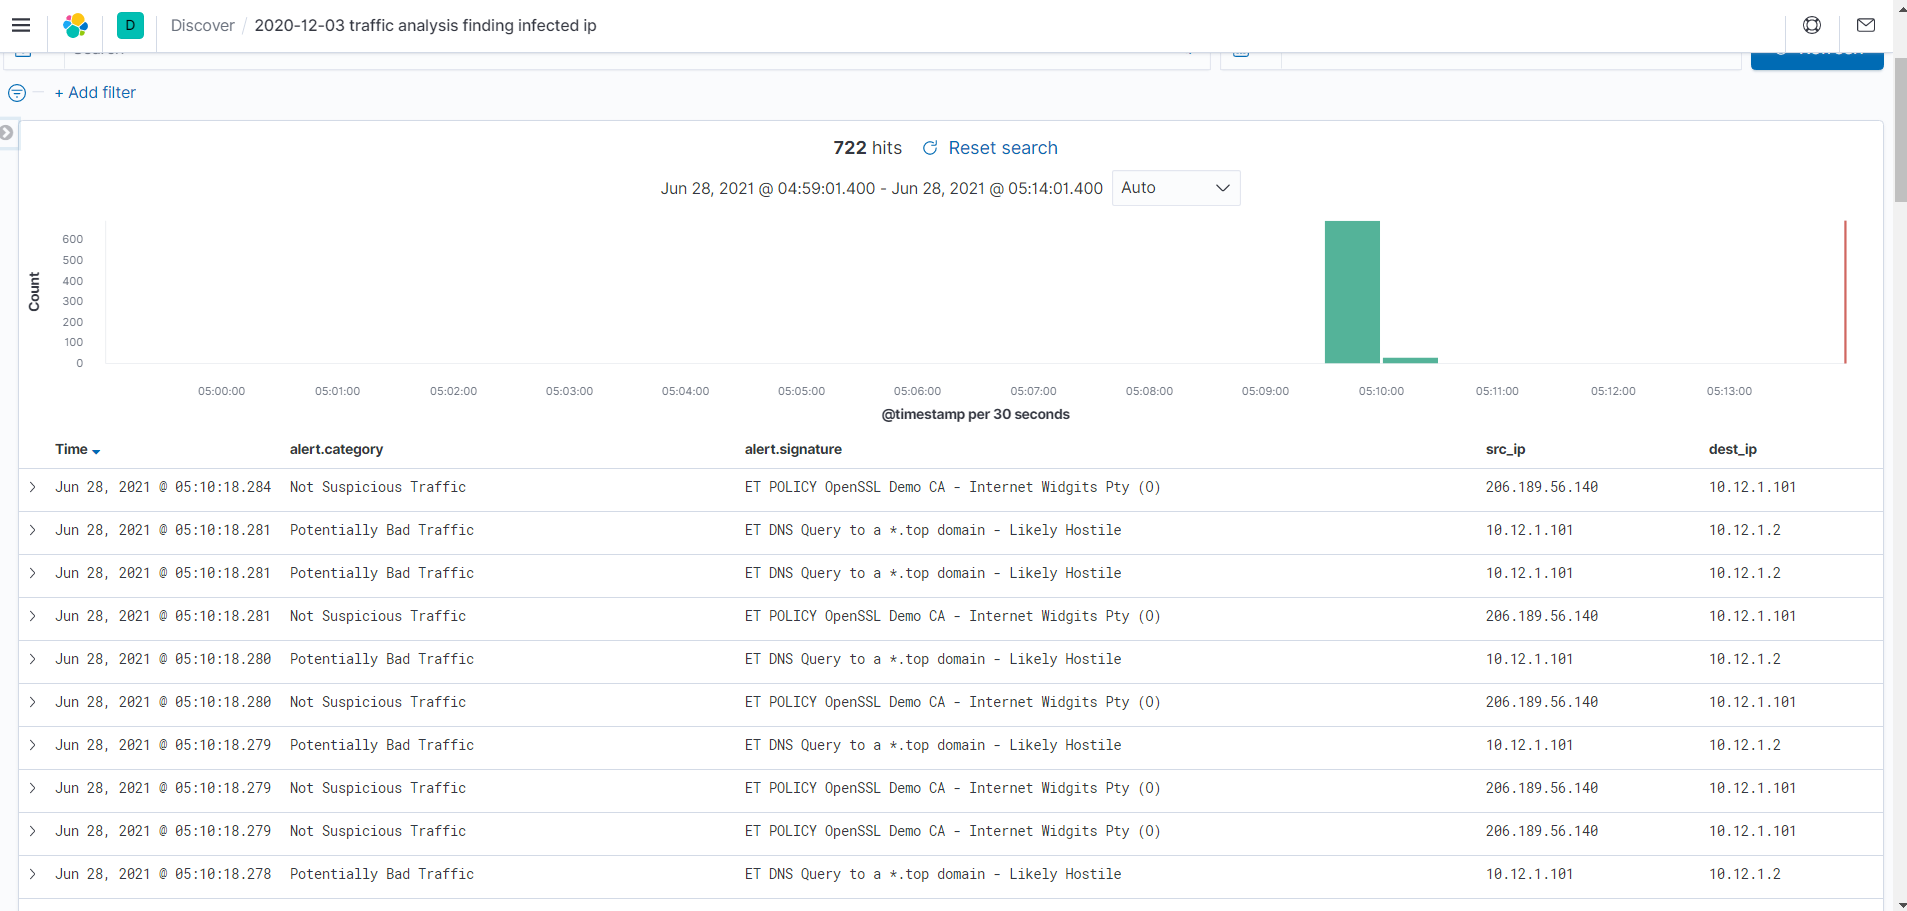 D Discover / 2020-12-03 traffic analysis finding infected ip
+ Add filter
722 hits Reset search
Jun 28, 2021 @ 04:59:01.400 - Jun 28, 2021 @ 05:14:01.400 Auto
Count
600
500
400
300
200
100
0
05:00:00 05:01:00 05:02:00 05:03:00 05:04:00 05:05:00 05:06:00 05:07:00 05:08:00 05:09:00 05:10:00 05:11:00 05:12:00 05:13:00
@timestamp per 30 seconds
Time alert.category alert.signature src_ip dest_ip
Jun 28, 2021 @ 05:10:18.284 Not Suspicious Traffic ET POLICY OpenSSL Demo CA - Internet Widgits Pty (O) 206.189.56.140 10.12.1.101
Jun 28, 2021 @ 05:10:18.281 Potentially Bad Traffic ET DNS Query to a *.top domain - Likely Hostile 10.12.1.101 10.12.1.2
Jun 28, 2021 @ 05:10:18.281 Potentially Bad Traffic ET DNS Query to a *.top domain - Likely Hostile 10.12.1.101 10.12.1.2
Jun 28, 2021 @ 05:10:18.281 Not Suspicious Traffic ET POLICY OpenSSL Demo CA - Internet Widgits Pty (O) 206.189.56.140 10.12.1.101
Jun 28, 2021 @ 05:10:18.280 Potentially Bad Traffic ET DNS Query to a *.top domain - Likely Hostile 10.12.1.101 10.12.1.2
Jun 28, 2021 @ 05:10:18.280 Not Suspicious Traffic ET POLICY OpenSSL Demo CA - Internet Widgits Pty (O) 206.189.56.140 10.12.1.101
Jun 28, 2021 @ 05:10:18.279 Potentially Bad Traffic ET DNS Query to a *.top domain - Likely Hostile 10.12.1.101 10.12.1.2
Jun 28, 2021 @ 05:10:18.279 Not Suspicious Traffic ET POLICY OpenSSL Demo CA - Internet Widgits Pty (O) 206.189.56.140 10.12.1.101
Jun 28, 2021 @ 05:10:18.279 Not Suspicious Traffic ET POLICY OpenSSL Demo CA - Internet Widgits Pty (O) 206.189.56.140 10.12.1.101
Jun 28, 2021 @ 05:10:18.278 Potentially Bad Traffic ET DNS Query to a *.top domain - Likely Hostile 10.12.1.101 10.12.1.2